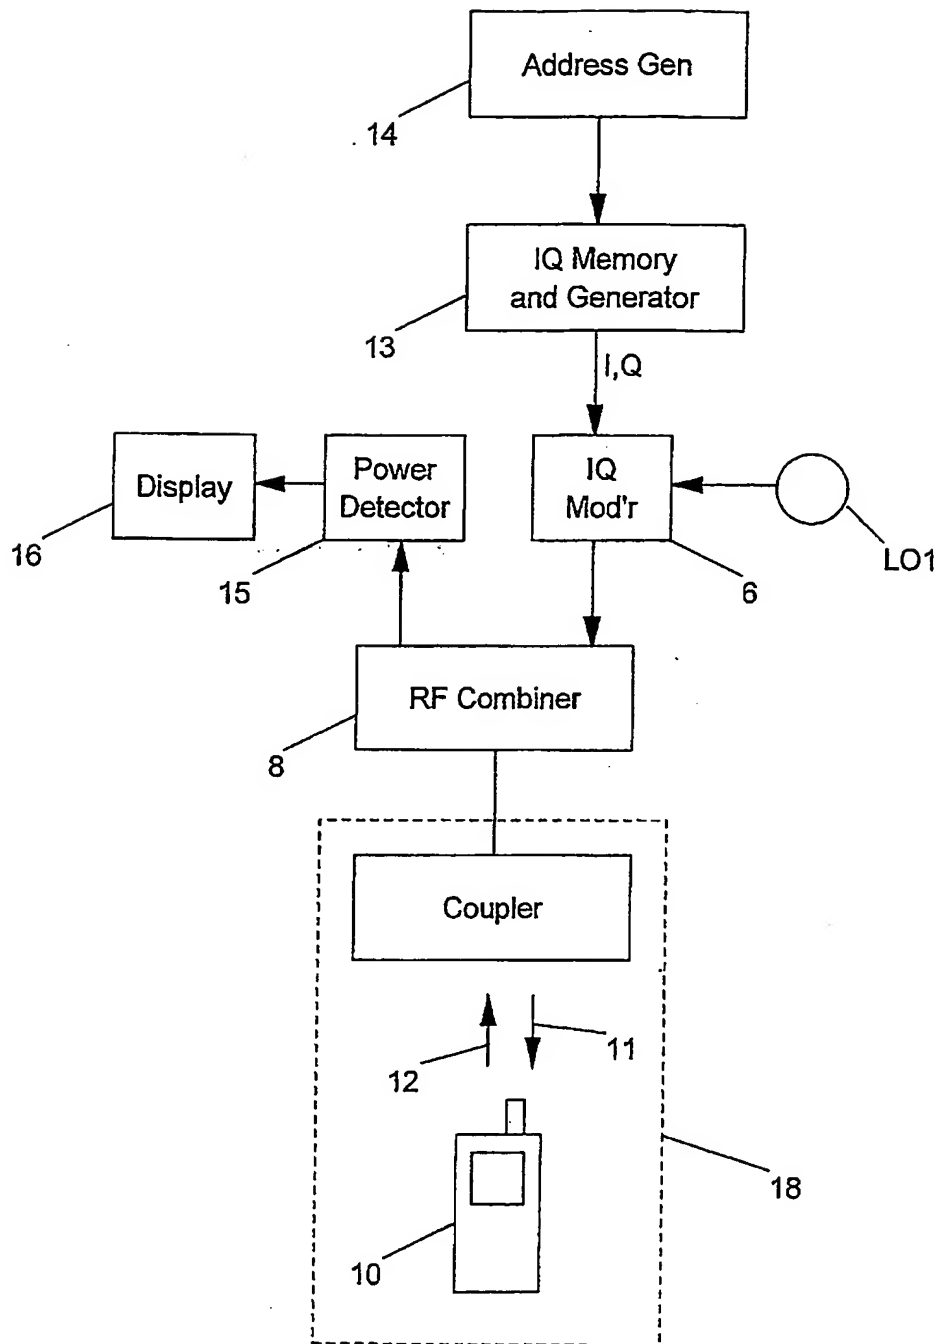 Address Gen
14
IQ Memory
and Generator
13
I,Q
Display
Power
Detector
IQ
Mod'r
16
15
6
LO1
RF Combiner
8
Coupler
12
11
18
10